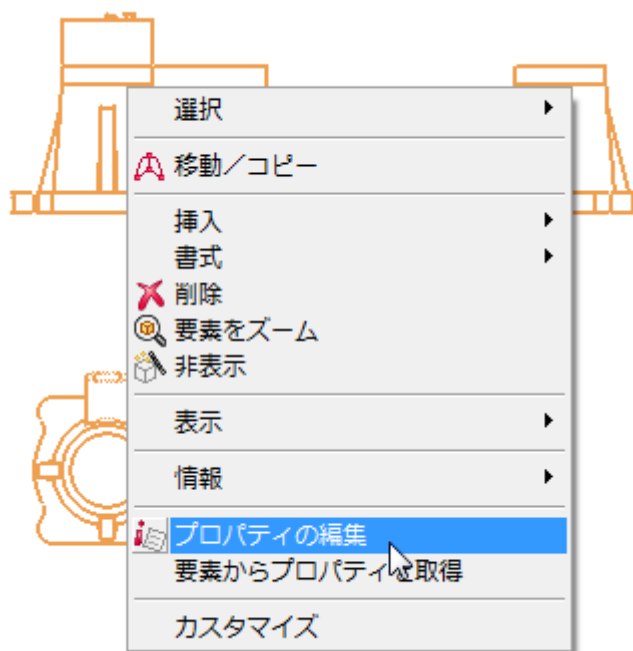 選択
移動／コピー
挿入
書式
削除
要素をズーム
非表示
表示
情報
プロパティの編集
要素からプロパティを取得
カスタマイズ